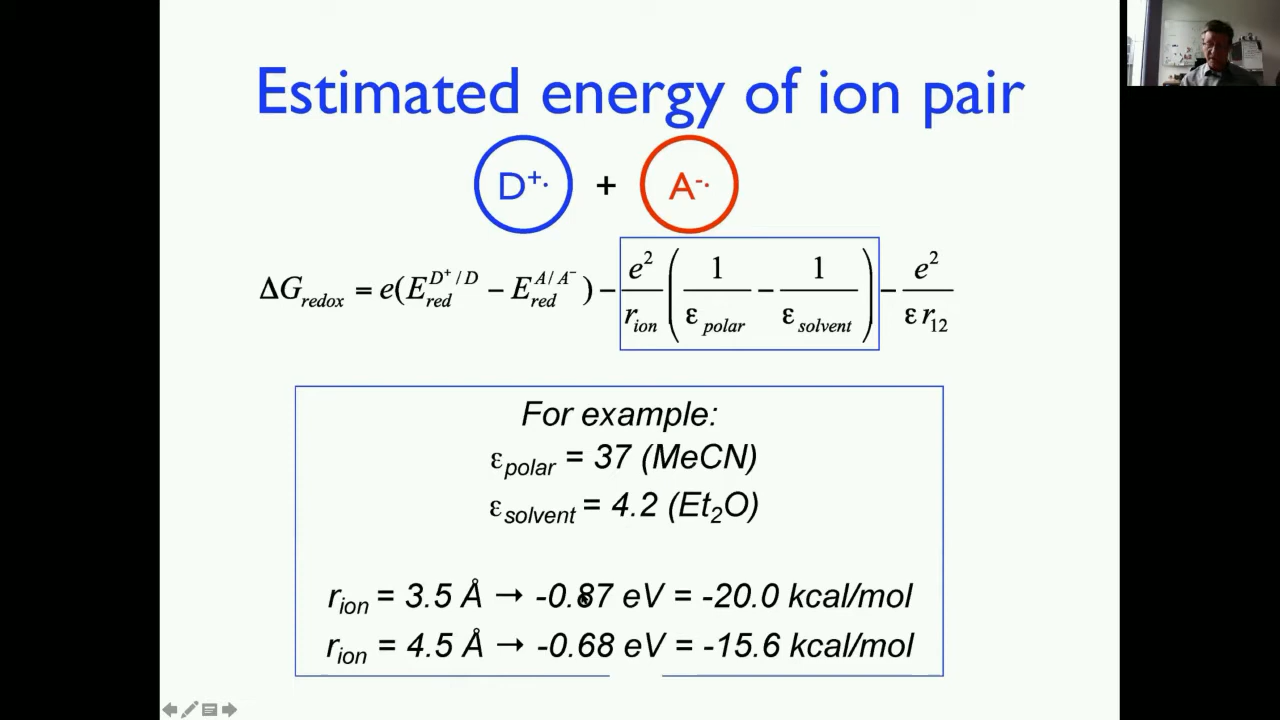 Estimated energy of ion pair
D⁺· + A⁻·
ΔG_redox = e(E_red^{D⁺/D} − E_red^{A/A⁻}) − e²/r_ion (1/ε_polar − 1/ε_solvent) − e²/(ε r₁₂)
For example:
ε_polar = 37 (MeCN)
ε_solvent = 4.2 (Et₂O)
r_ion = 3.5 Å → -0.87 eV = -20.0 kcal/mol
r_ion = 4.5 Å → -0.68 eV = -15.6 kcal/mol